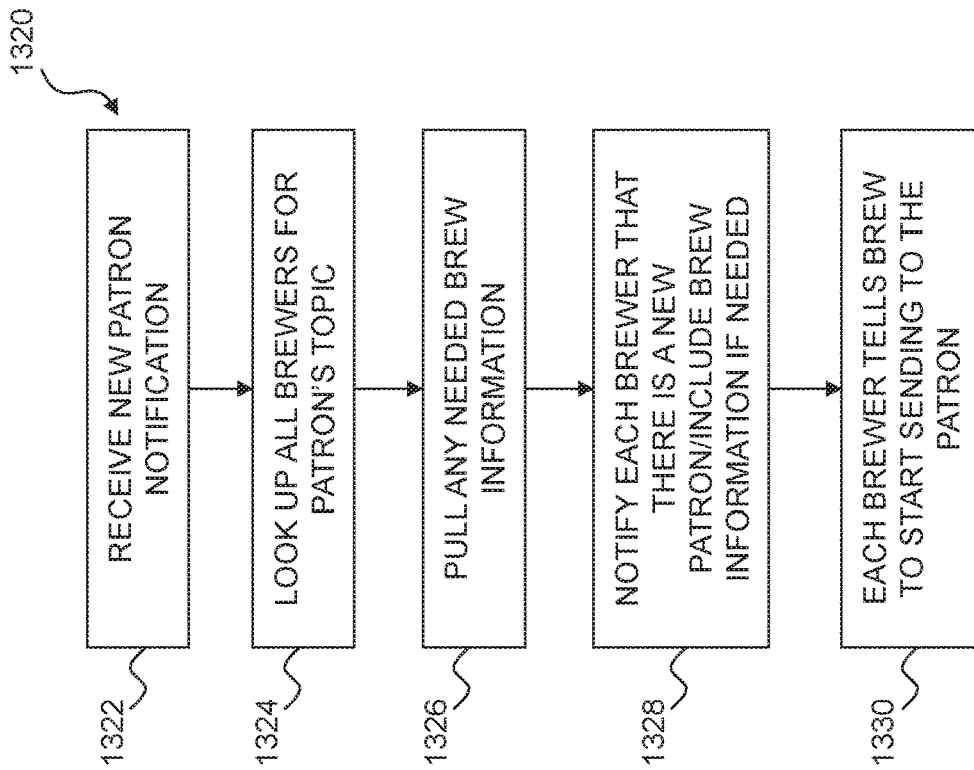 1320
1322
RECEIVE NEW PATRON
NOTIFICATION
1324
LOOK UP ALL BREWERS FOR
PATRON'S TOPIC
1326
PULL ANY NEEDED BREW
INFORMATION
1328
NOTIFY EACH BREWER THAT
THERE IS A NEW
PATRON/INCLUDE BREW
INFORMATION IF NEEDED
1330
EACH BREWER TELLS BREW
TO START SENDING TO THE
PATRON